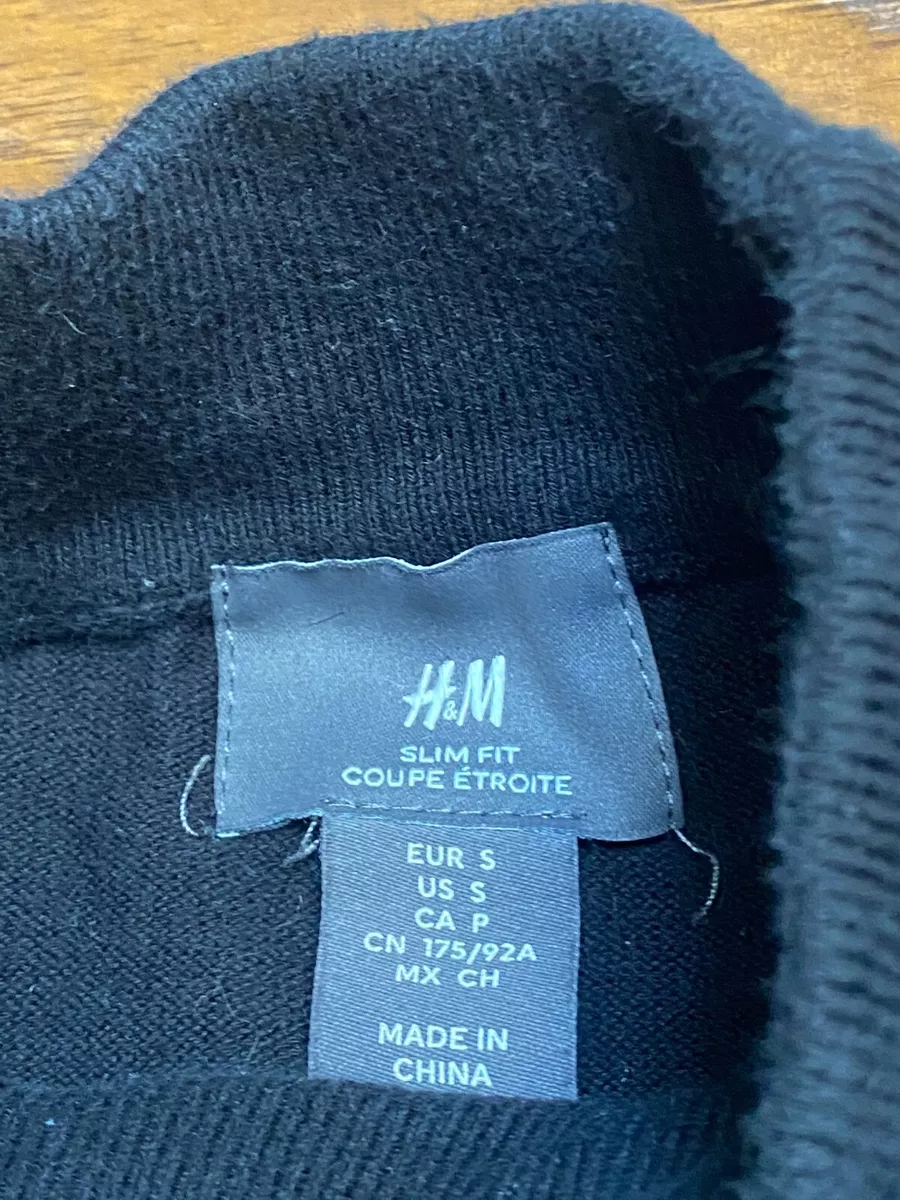 H&M
SLIM FIT
COUPE ÉTROITE
EUR S
US S
CA P
CN 175/92A
MX CH
MADE IN
CHINA